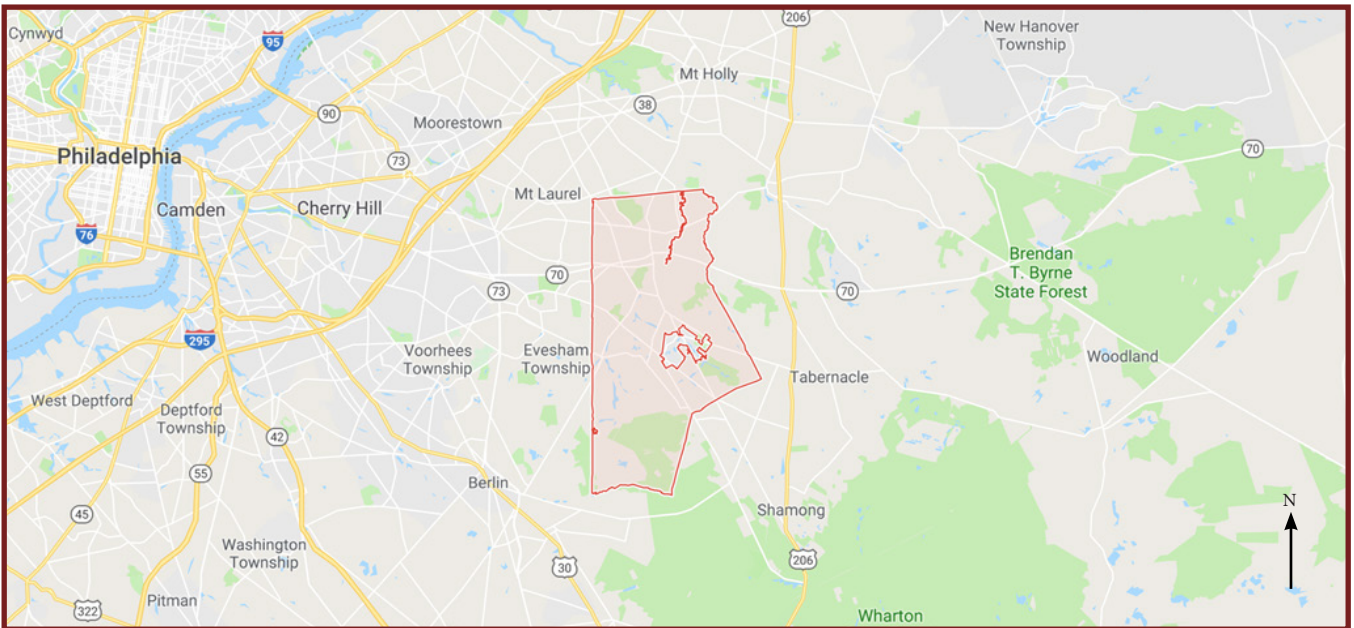 Cynwyd
95
206
New Hanover
Township
Mt Holly
38
90
Moorestown
73
70
Philadelphia
Mt Laurel
Camden
Cherry Hill
76
Brendan
T. Byrne
State Forest
70
73
70
295
Voorhees
Township
Evesham
Township
Woodland
Tabernacle
West Deptford
Deptford
Township
42
55
Berlin
N
45
Shamong
Washington
Township
30
206
Pitman
322
Wharton